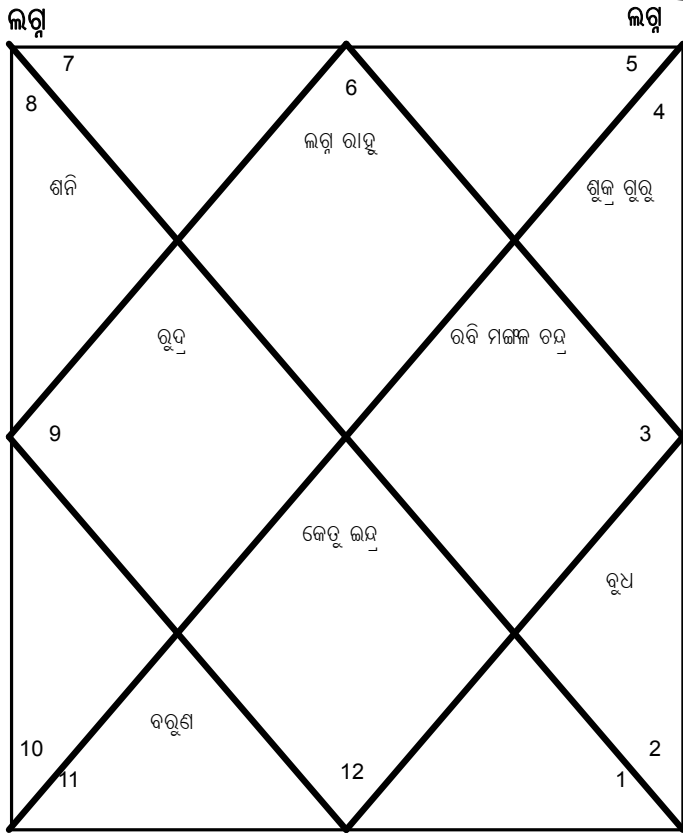 ଲଗ୍ନ ଲଗ୍ନ
7 5
6
8 4
ଲଗ୍ନ ରାହୁ
ଶନି ଶୁକ୍ର ଗୁରୁ
ରୁଦ୍ର ରବି ମଙ୍ଗଳ ଚନ୍ଦ୍ର
9 3
କେତୁ ଇନ୍ଦ୍ର
ବୁଧ
ବରୁଣ
10 2
12
11 1